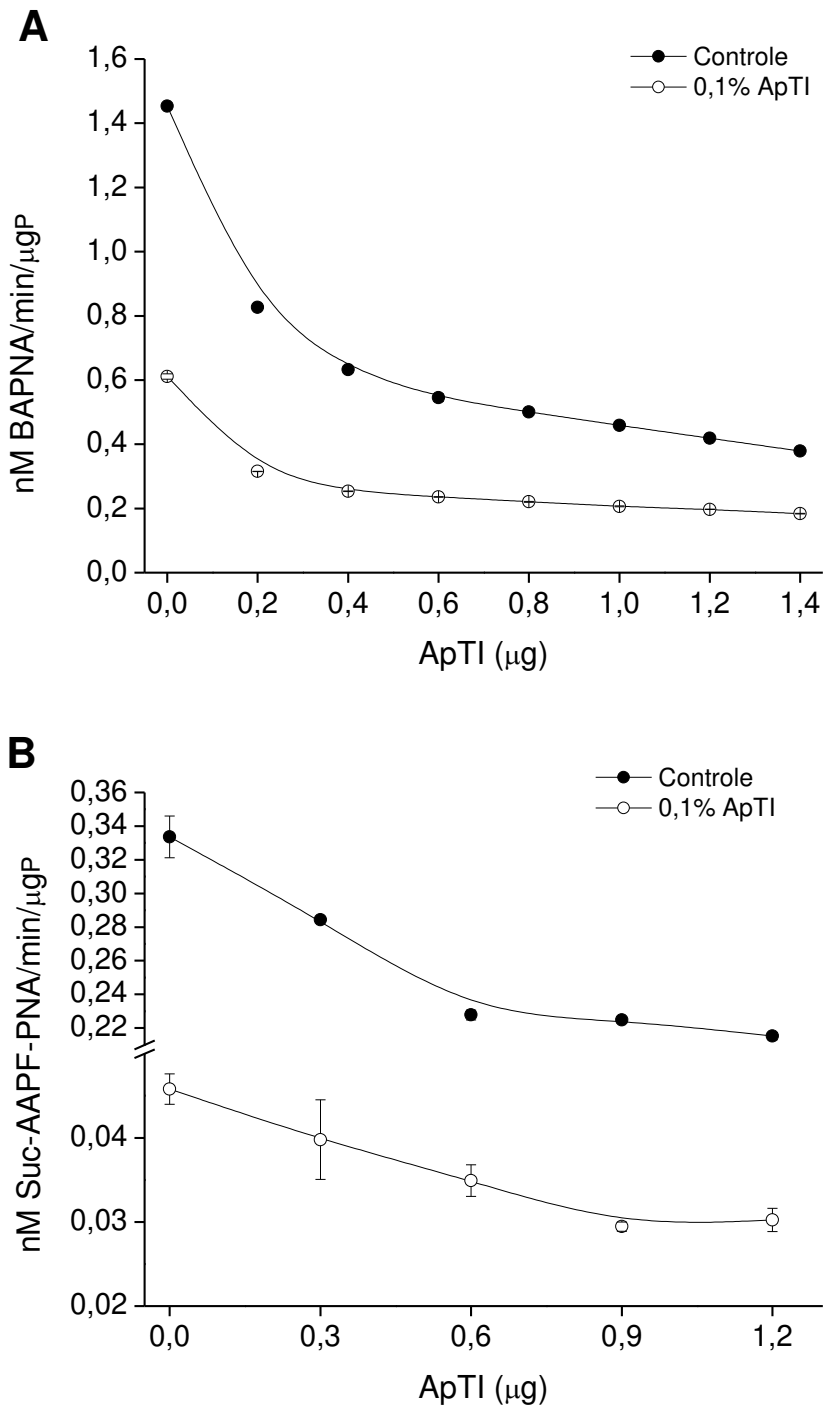 A
1,6
1,4
1,2
1,0
0,8
0,6
0,4
0,2
0,0
nM BAPNA/min/μgP
Controle
0,1% ApTI
0,0 0,2 0,4 0,6 0,8 1,0 1,2 1,4
ApTI (μg)
B
0,36
0,34
0,32
0,30
0,28
0,26
0,24
0,22
0,04
0,03
0,02
nM Suc-AAPF-PNA/min/μgP
Controle
0,1% ApTI
0,0 0,3 0,6 0,9 1,2
ApTI (μg)